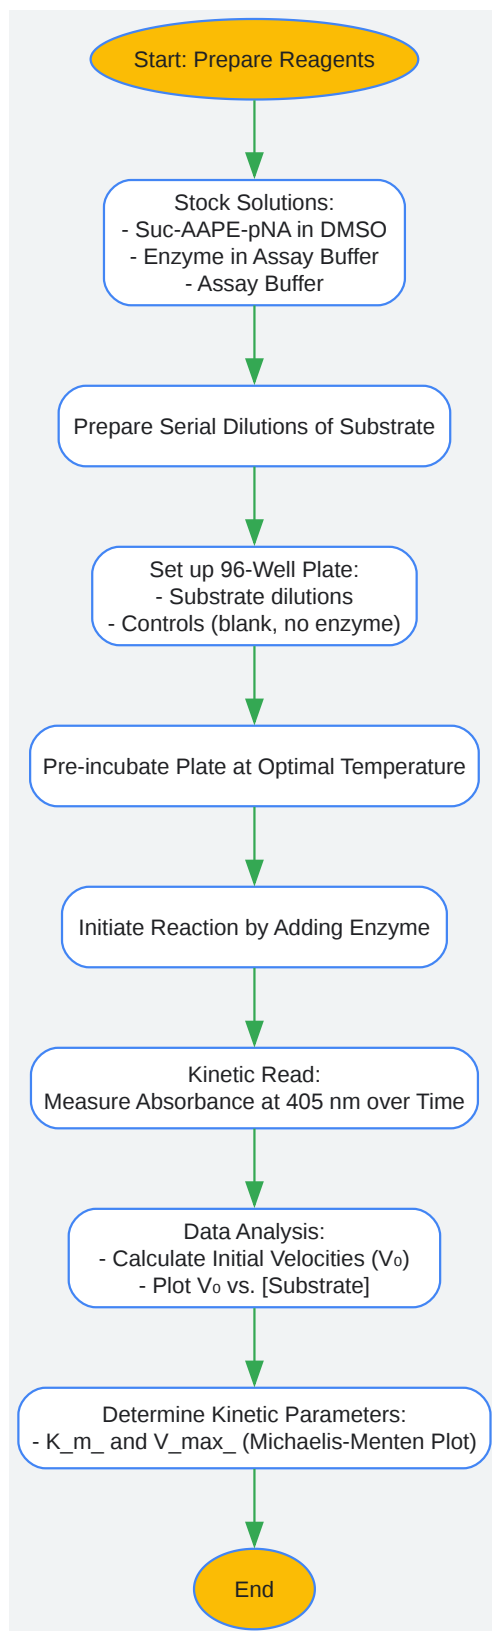 Start: Prepare Reagents
Stock Solutions:
- Suc-AAPE-pNA in DMSO
- Enzyme in Assay Buffer
- Assay Buffer
Prepare Serial Dilutions of Substrate
Set up 96-Well Plate:
- Substrate dilutions
- Controls (blank, no enzyme)
Pre-incubate Plate at Optimal Temperature
Initiate Reaction by Adding Enzyme
Kinetic Read:
Measure Absorbance at 405 nm over Time
Data Analysis:
- Calculate Initial Velocities (V₀)
- Plot V₀ vs. [Substrate]
Determine Kinetic Parameters:
- K_m_ and V_max_ (Michaelis-Menten Plot)
End